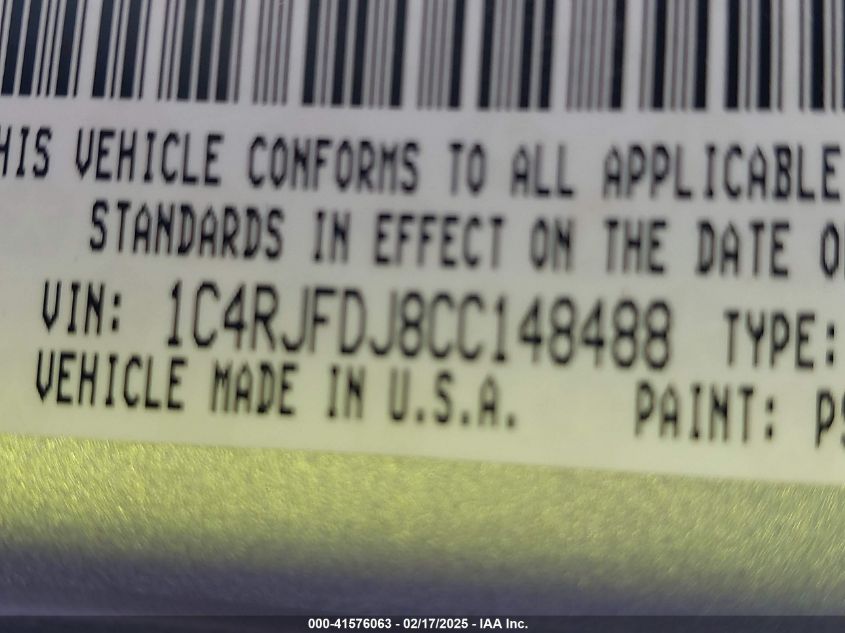 HIS VEHICLE CONFORMS TO ALL APPLICABLE
STANDARDS IN EFFECT ON THE DATE O
VIN: 1C4RJFDJ8CC148488 TYPE:
VEHICLE MADE IN U.S.A. PAINT: PS
000-41576063 - 02/17/2025 - IAA Inc.